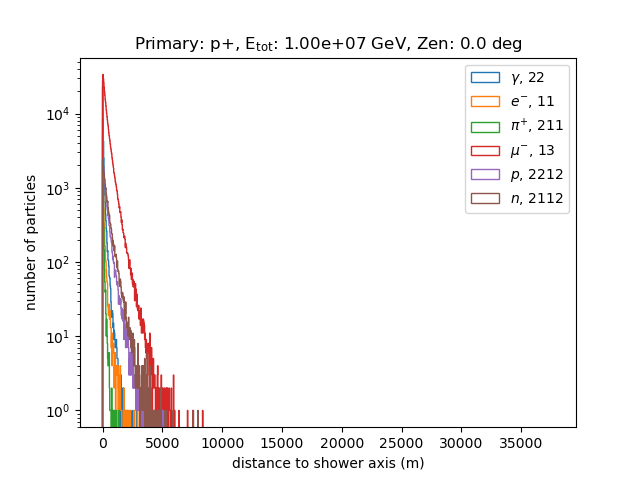 Primary: p+, E_tot: 1.00e+07 GeV, Zen: 0.0 deg
γ, 22
e⁻, 11
π⁺, 211
μ⁻, 13
p, 2212
n, 2112
number of particles
10⁴
10³
10²
10¹
10⁰
0 5000 10000 15000 20000 25000 30000 35000
distance to shower axis (m)